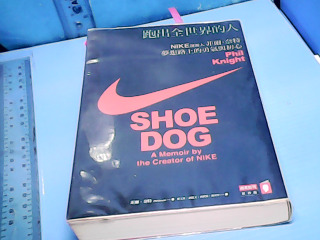 跑出全世界的人
NIKE創辦人 菲爾.奈特
夢想路上的勇氣與初心
Phil
Knight
SHOE
DOG
A Memoir by
the Creator of NIKE